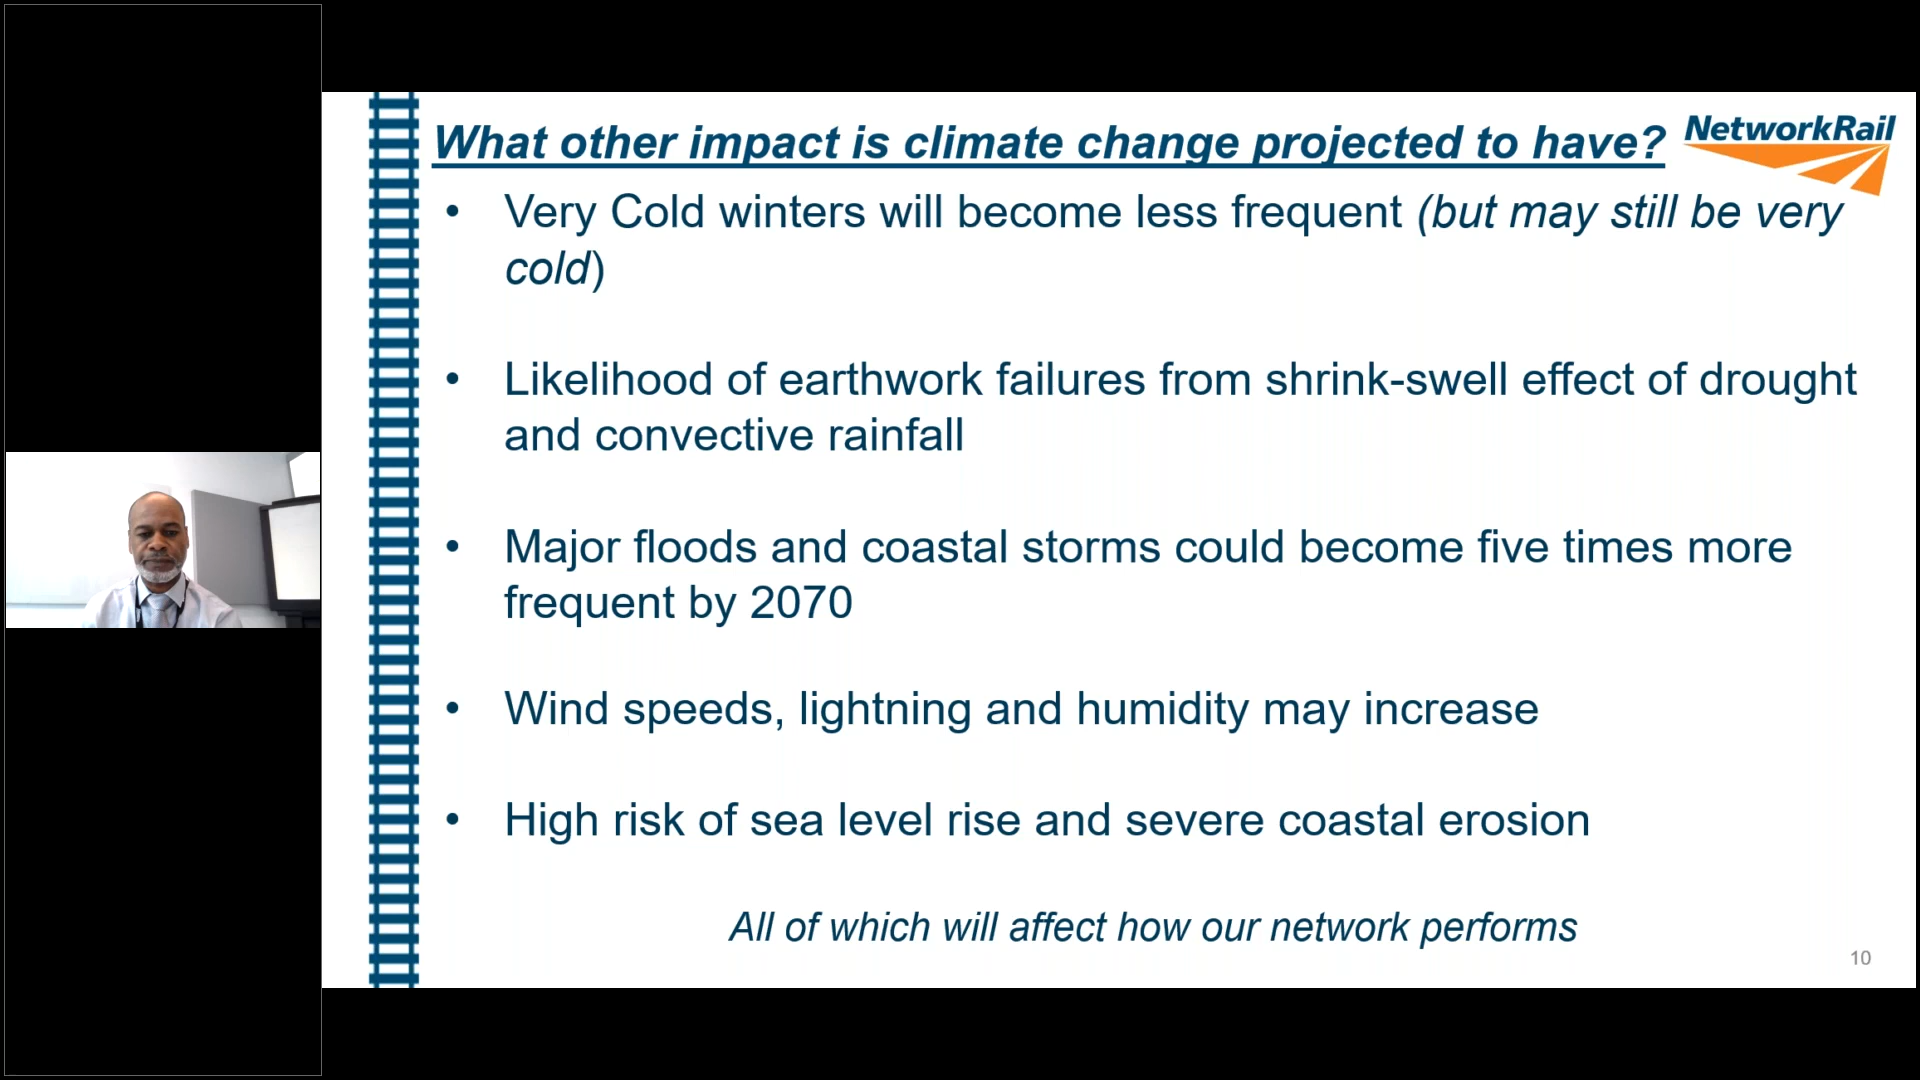 What other impact is climate change projected to have?
NetworkRail
• Very Cold winters will become less frequent (but may still be very
cold)
• Likelihood of earthwork failures from shrink-swell effect of drought
and convective rainfall
• Major floods and coastal storms could become five times more
frequent by 2070
• Wind speeds, lightning and humidity may increase
• High risk of sea level rise and severe coastal erosion
All of which will affect how our network performs
10